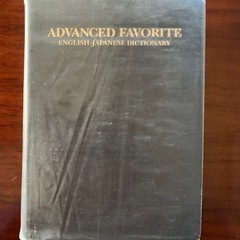 ADVANCED FAVORITE
ENGLISH-JAPANESE DICTIONARY